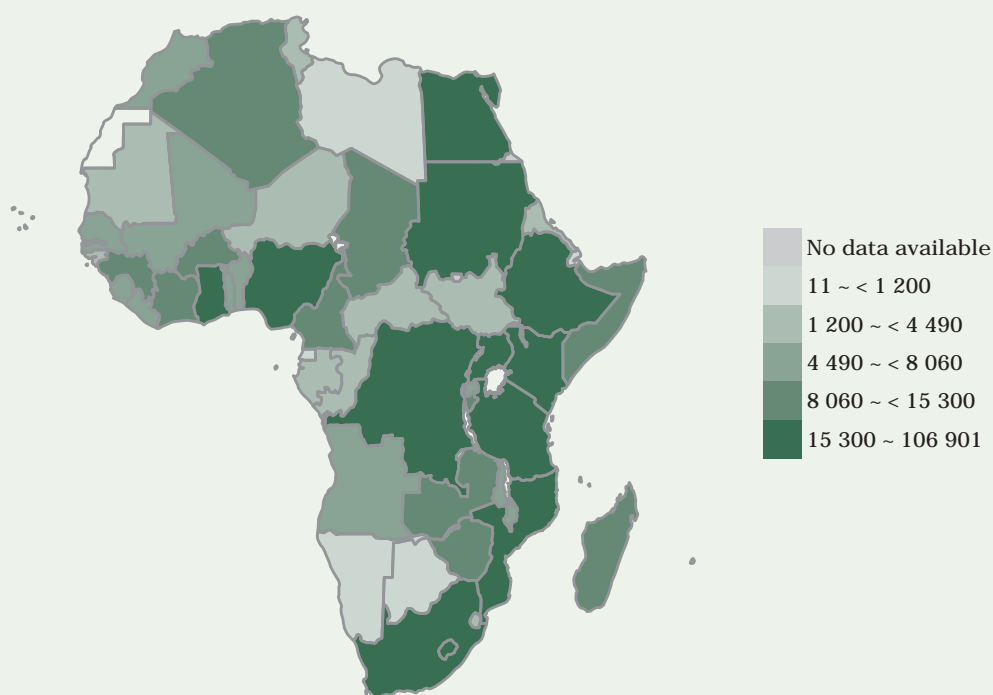 No data available
11 ~ < 1 200
1 200 ~ < 4 490
4 490 ~ < 8 060
8 060 ~ < 15 300
15 300 ~ 106 901